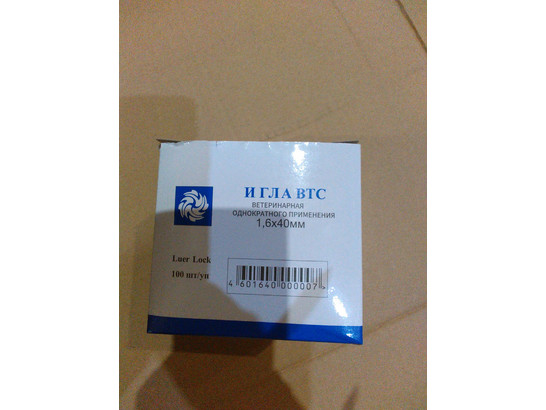 И ГЛА ВТС
ВЕТЕРИНАРНАЯ
ОДНОКРАТНОГО ПРИМЕНЕНИЯ
1,6х40мм
Luer Lock
100 шт/уп
4 601640 000007 >